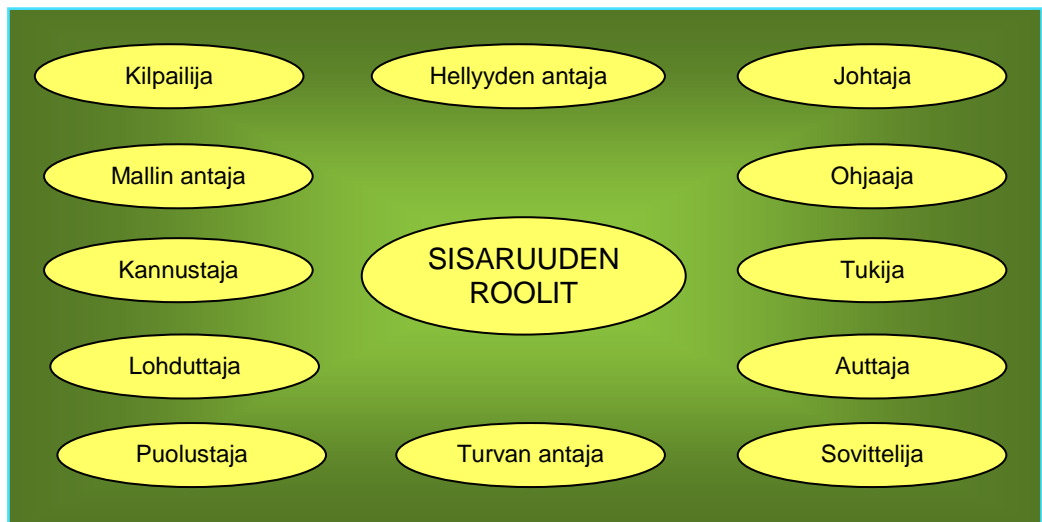 Kilpailija
Hellyyden antaja
Johtaja
Mallin antaja
Ohjaaja
SISARUUDEN
ROOLIT
Kannustaja
Tukija
Lohduttaja
Auttaja
Puolustaja
Turvan antaja
Sovittelija